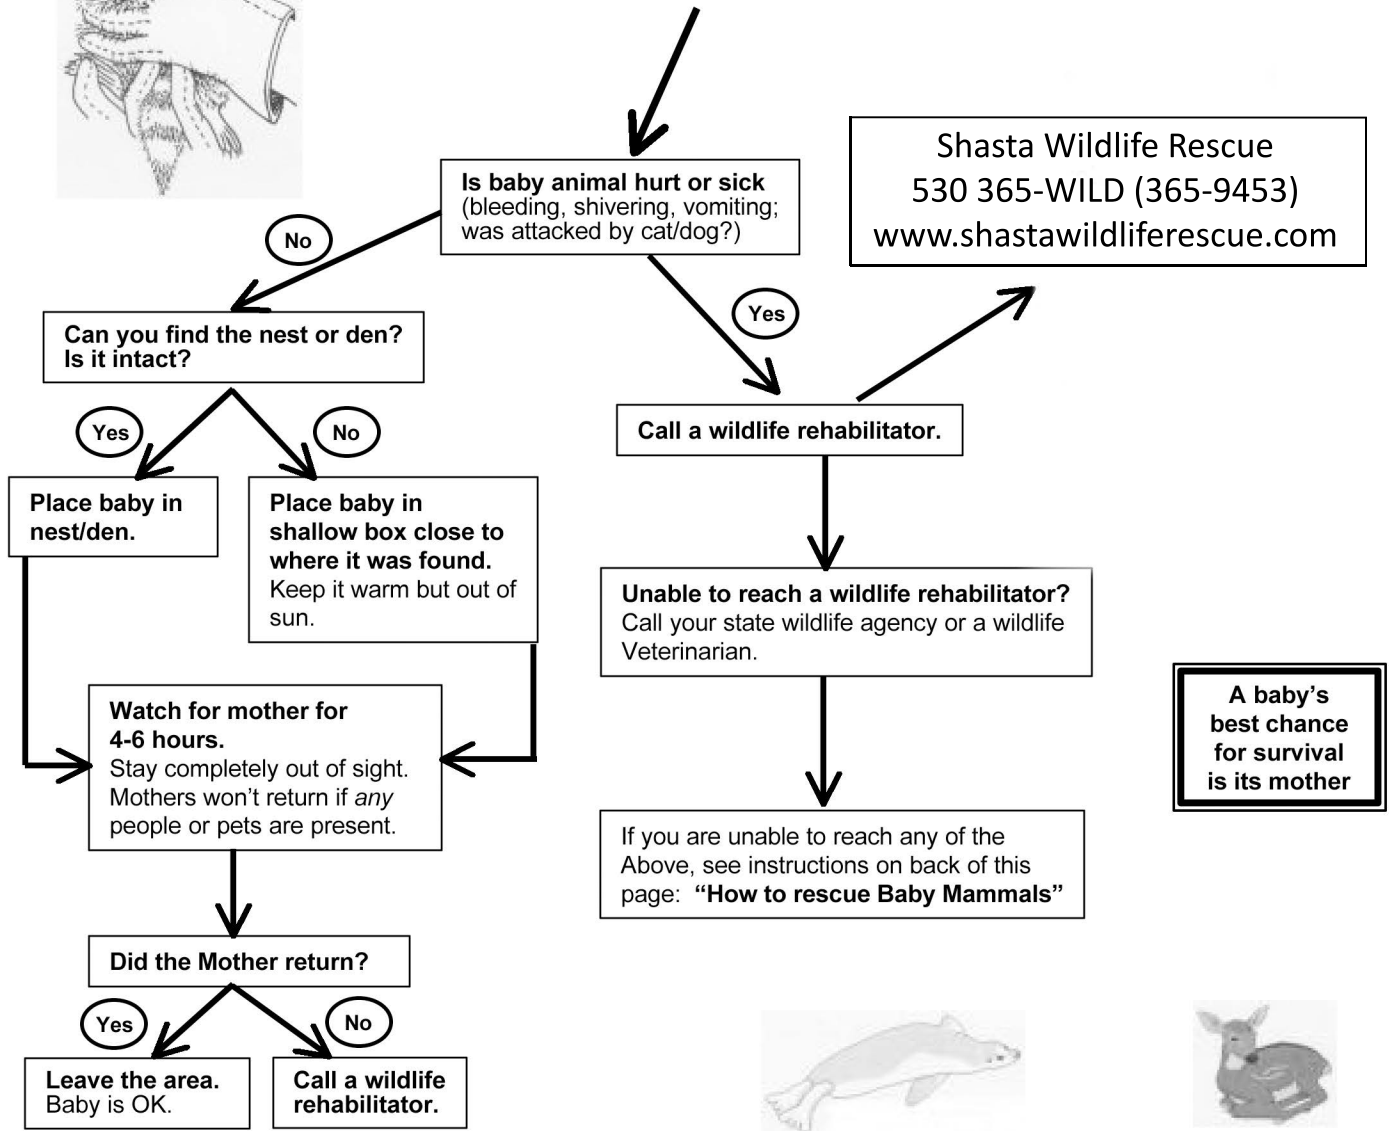 Shasta Wildlife Rescue
530 365-WILD (365-9453)
www.shastawildliferescue.com
Is baby animal hurt or sick
(bleeding, shivering, vomiting;
was attacked by cat/dog?)
No
Yes
Can you find the nest or den?
Is it intact?
Yes
No
Call a wildlife rehabilitator.
Place baby in
nest/den.
Place baby in
shallow box close to
where it was found.
Keep it warm but out of
sun.
Unable to reach a wildlife rehabilitator?
Call your state wildlife agency or a wildlife
Veterinarian.
Watch for mother for
4-6 hours.
Stay completely out of sight.
Mothers won't return if any
people or pets are present.
A baby's
best chance
for survival
is its mother
If you are unable to reach any of the
Above, see instructions on back of this
page: "How to rescue Baby Mammals"
Did the Mother return?
Yes
No
Leave the area.
Baby is OK.
Call a wildlife
rehabilitator.